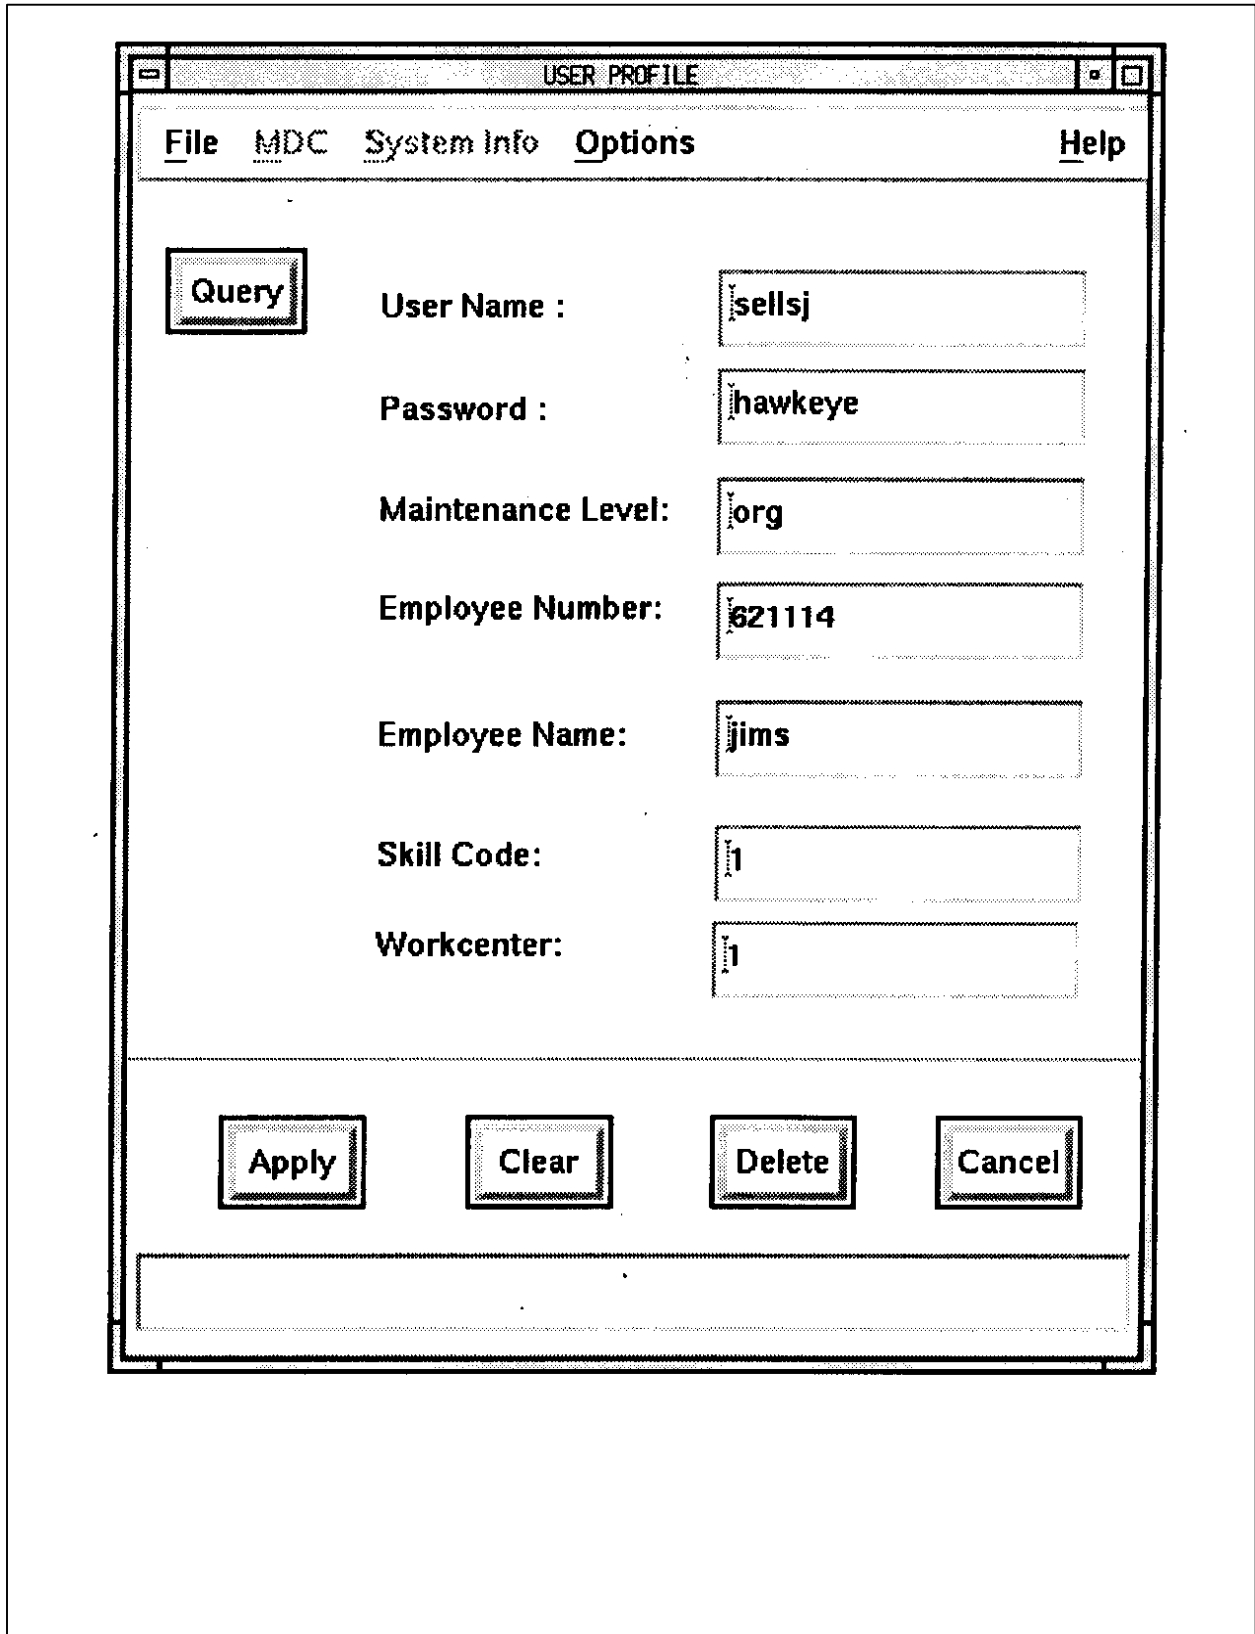 USER PROFILE
File MDC System Info Options Help
Query
User Name : sellsj
Password : hawkeye
Maintenance Level: org
Employee Number: 621114
Employee Name: jims
Skill Code: 1
Workcenter: 1
Apply Clear Delete Cancel